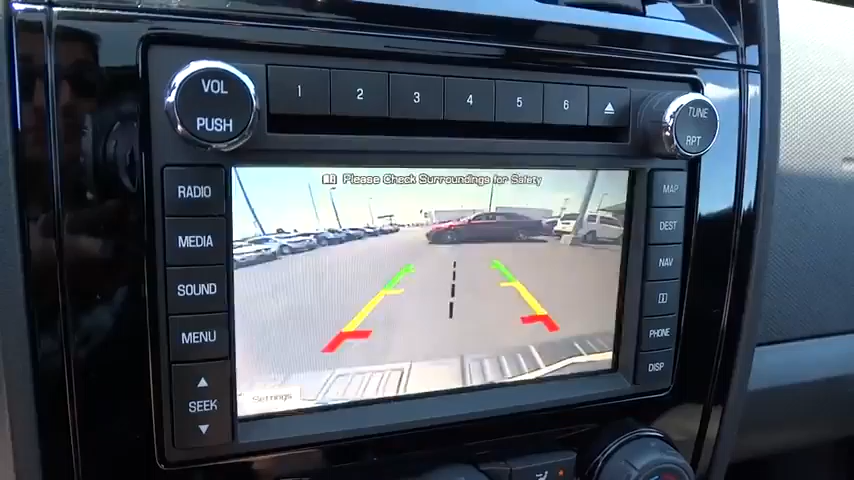 VOL
PUSH
1 2 3 4 5 6
TUNE
RPT
RADIO
MEDIA
SOUND
MENU
SEEK
Please Check Surroundings for Safety
Settings
MAP
DEST
NAV
PHONE
DISP